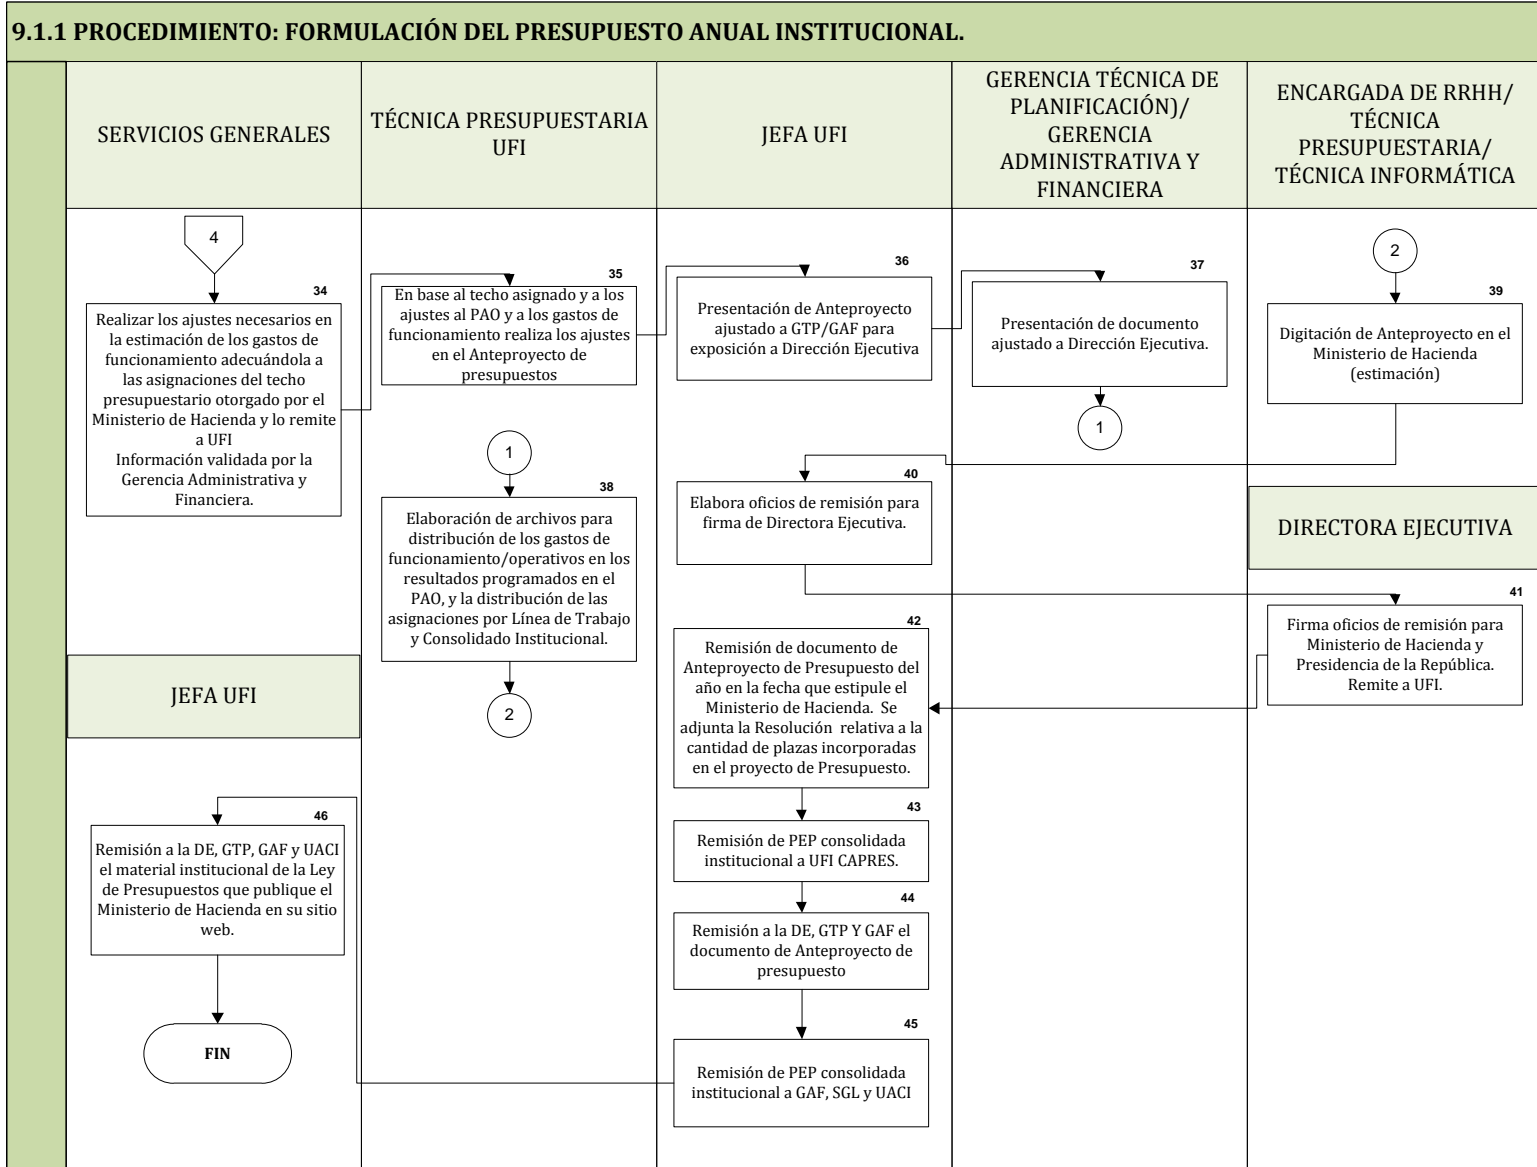 9.1.1 PROCEDIMIENTO: FORMULACIÓN DEL PRESUPUESTO ANUAL INSTITUCIONAL.
SERVICIOS GENERALES
TÉCNICA PRESUPUESTARIA
UFI
JEFA UFI
GERENCIA TÉCNICA DE
PLANIFICACIÓN)/
GERENCIA
ADMINISTRATIVA Y
FINANCIERA
ENCARGADA DE RRHH/
TÉCNICA
PRESUPUESTARIA/
TÉCNICA INFORMÁTICA
4
34
Realizar los ajustes necesarios en
la estimación de los gastos de
funcionamiento adecuándola a
las asignaciones del techo
presupuestario otorgado por el
Ministerio de Hacienda y lo remite
a UFI
Información validada por la
Gerencia Administrativa y
Financiera.
35
En base al techo asignado y a los
ajustes al PAO y a los gastos de
funcionamiento realiza los ajustes
en el Anteproyecto de
presupuestos
36
Presentación de Anteproyecto
ajustado a GTP/GAF para
exposición a Dirección Ejecutiva
37
Presentación de documento
ajustado a Dirección Ejecutiva.
1
1
38
Elaboración de archivos para
distribución de los gastos de
funcionamiento/operativos en los
resultados programados en el
PAO, y la distribución de las
asignaciones por Línea de Trabajo
y Consolidado Institucional.
2
2
39
Digitación de Anteproyecto en el
Ministerio de Hacienda
(estimación)
40
Elabora oficios de remisión para
firma de Directora Ejecutiva.
DIRECTORA EJECUTIVA
41
Firma oficios de remisión para
Ministerio de Hacienda y
Presidencia de la República.
Remite a UFI.
42
Remisión de documento de
Anteproyecto de Presupuesto del
año en la fecha que estipule el
Ministerio de Hacienda. Se
adjunta la Resolución relativa a la
cantidad de plazas incorporadas
en el proyecto de Presupuesto.
43
Remisión de PEP consolidada
institucional a UFI CAPRES.
44
Remisión a la DE, GTP Y GAF el
documento de Anteproyecto de
presupuesto
45
Remisión de PEP consolidada
institucional a GAF, SGL y UACI
JEFA UFI
46
Remisión a la DE, GTP, GAF y UACI
el material institucional de la Ley
de Presupuestos que publique el
Ministerio de Hacienda en su sitio
web.
FIN